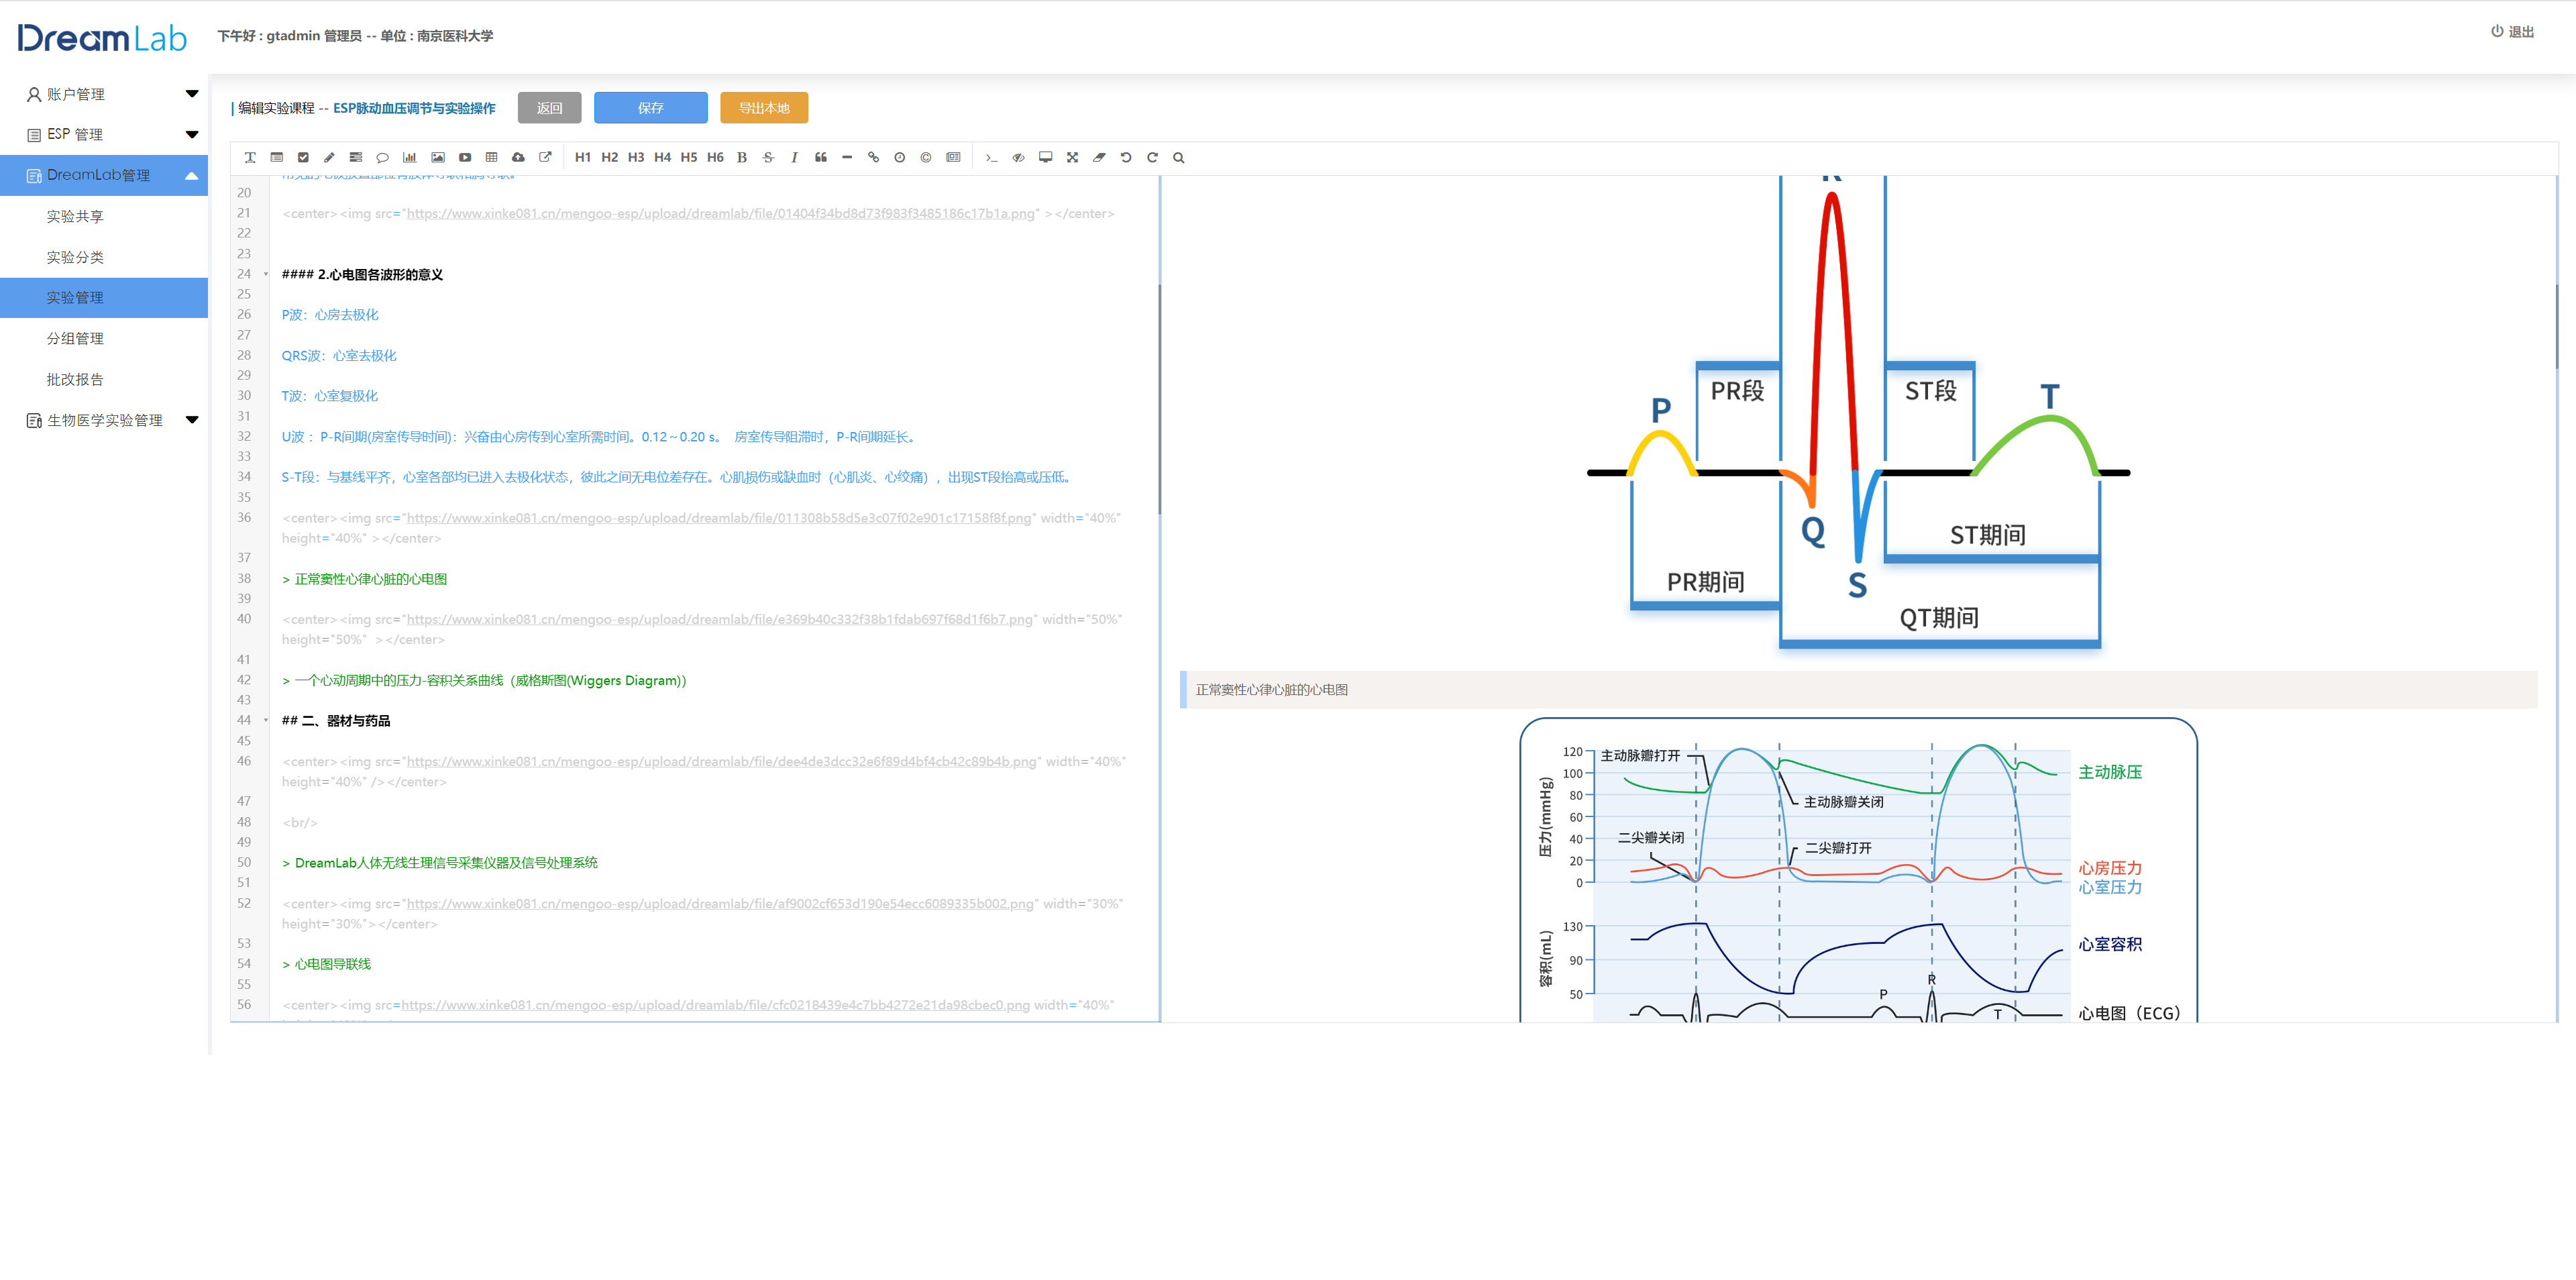 DreamLab
下午好 : gtadmin 管理员 -- 单位 : 南京医科大学
退出
账户管理
ESP 管理
DreamLab管理
实验共享
实验分类
实验管理
分组管理
批改报告
生物医学实验管理
编辑实验课程 -- ESP脉动血压调节与实验操作
返回
保存
导出本地
H1 H2 H3 H4 H5 H6 B S I
20
21 <center><img src="https://www.xinke081.cn/mengoo-esp/upload/dreamlab/file/01404f34bd8d73f983f3485186c17b1a.png" ></center>
22
23
24 #### 2.心电图各波形的意义
25
26 P波：心房去极化
27
28 QRS波：心室去极化
29
30 T波：心室复极化
31
32 U波： P-R间期(房室传导时间)：兴奋由心房传到心室所需时间。0.12～0.20 s。 房室传导阻滞时，P-R间期延长。
33
34 S-T段：与基线平齐，心室各部均已进入去极化状态，彼此之间无电位差存在。心肌损伤或缺血时（心肌炎、心绞痛），出现ST段抬高或压低。
35
36 <center><img src="https://www.xinke081.cn/mengoo-esp/upload/dreamlab/file/011308b58d5e3c07f02e901c17158f8f.png" width="40%"
height="40%" ></center>
37
38 > 正常窦性心律心脏的心电图
39
40 <center><img src="https://www.xinke081.cn/mengoo-esp/upload/dreamlab/file/e369b40c332f38b1fdab697f68d1f6b7.png" width="50%"
height="50%" ></center>
41
42 > 一个心动周期中的压力-容积关系曲线（威格斯图(Wiggers Diagram)）
43
44 ## 二、器材与药品
45
46 <center><img src="https://www.xinke081.cn/mengoo-esp/upload/dreamlab/file/dee4de3dcc32e6f89d4bf4cb42c89b4b.png" width="40%"
height="40%" /></center>
47
48 <br/>
49
50 > DreamLab人体无线生理信号采集仪器及信号处理系统
51
52 <center><img src="https://www.xinke081.cn/mengoo-esp/upload/dreamlab/file/af9002cf653d190e54ecc6089335b002.png" width="30%"
height="30%"></center>
53
54 > 心电图导联线
55
56 <center><img src=https://www.xinke081.cn/mengoo-esp/upload/dreamlab/file/cfc0218439e4c7bb4272e21da98cbec0.png width="40%"
PR段
ST段
P
T
Q
S
ST期间
PR期间
QT期间
正常窦性心律心脏的心电图
压力(mmHg)
120
100
80
60
40
20
0
主动脉瓣打开
主动脉瓣关闭
二尖瓣关闭
二尖瓣打开
主动脉压
心房压力
心室压力
容积(mL)
130
90
50
心室容积
P
R
T
心电图（ECG）